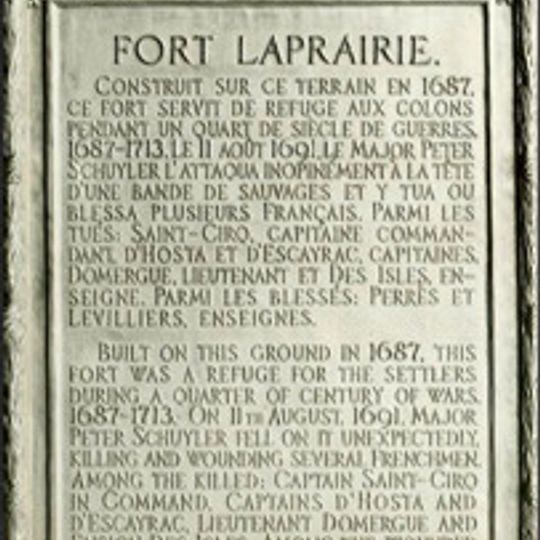 FORT LAPRAIRIE.
CONSTRUIT SUR CE TERRAIN EN 1687,
CE FORT SERVIT DE REFUGE AUX COLONS
PENDANT UN QUART DE SIÈCLE DE GUERRES,
1687-1713. LE 11 AOÛT 1691, LE MAJOR PETER
SCHUYLER L'ATTAQUA INOPINÉMENT À LA TÊTE
D'UNE BANDE DE SAUVAGES ET Y TUA OU
BLESSA PLUSIEURS FRANÇAIS. PARMI LES
TUÉS: SAINT-CIRQ, CAPITAINE COMMAN-
DANT, D'HOSTA ET D'ESCAYRAC, CAPITAINES,
DOMERGUE, LIEUTENANT ET DES ISLES, EN-
SEIGNE. PARMI LES BLESSÉS: PERRÈS ET
LEVILLIERS, ENSEIGNES.
BUILT ON THIS GROUND IN 1687, THIS
FORT WAS A REFUGE FOR THE SETTLERS
DURING A QUARTER OF CENTURY OF WARS,
1687-1713. ON 11TH AUGUST, 1691, MAJOR
PETER SCHUYLER FELL ON IT UNEXPECTEDLY,
KILLING AND WOUNDING SEVERAL FRENCHMEN.
AMONG THE KILLED: CAPTAIN SAINT-CIRQ
IN COMMAND, CAPTAINS D'HOSTA AND
D'ESCAYRAC, LIEUTENANT DOMERGUE AND